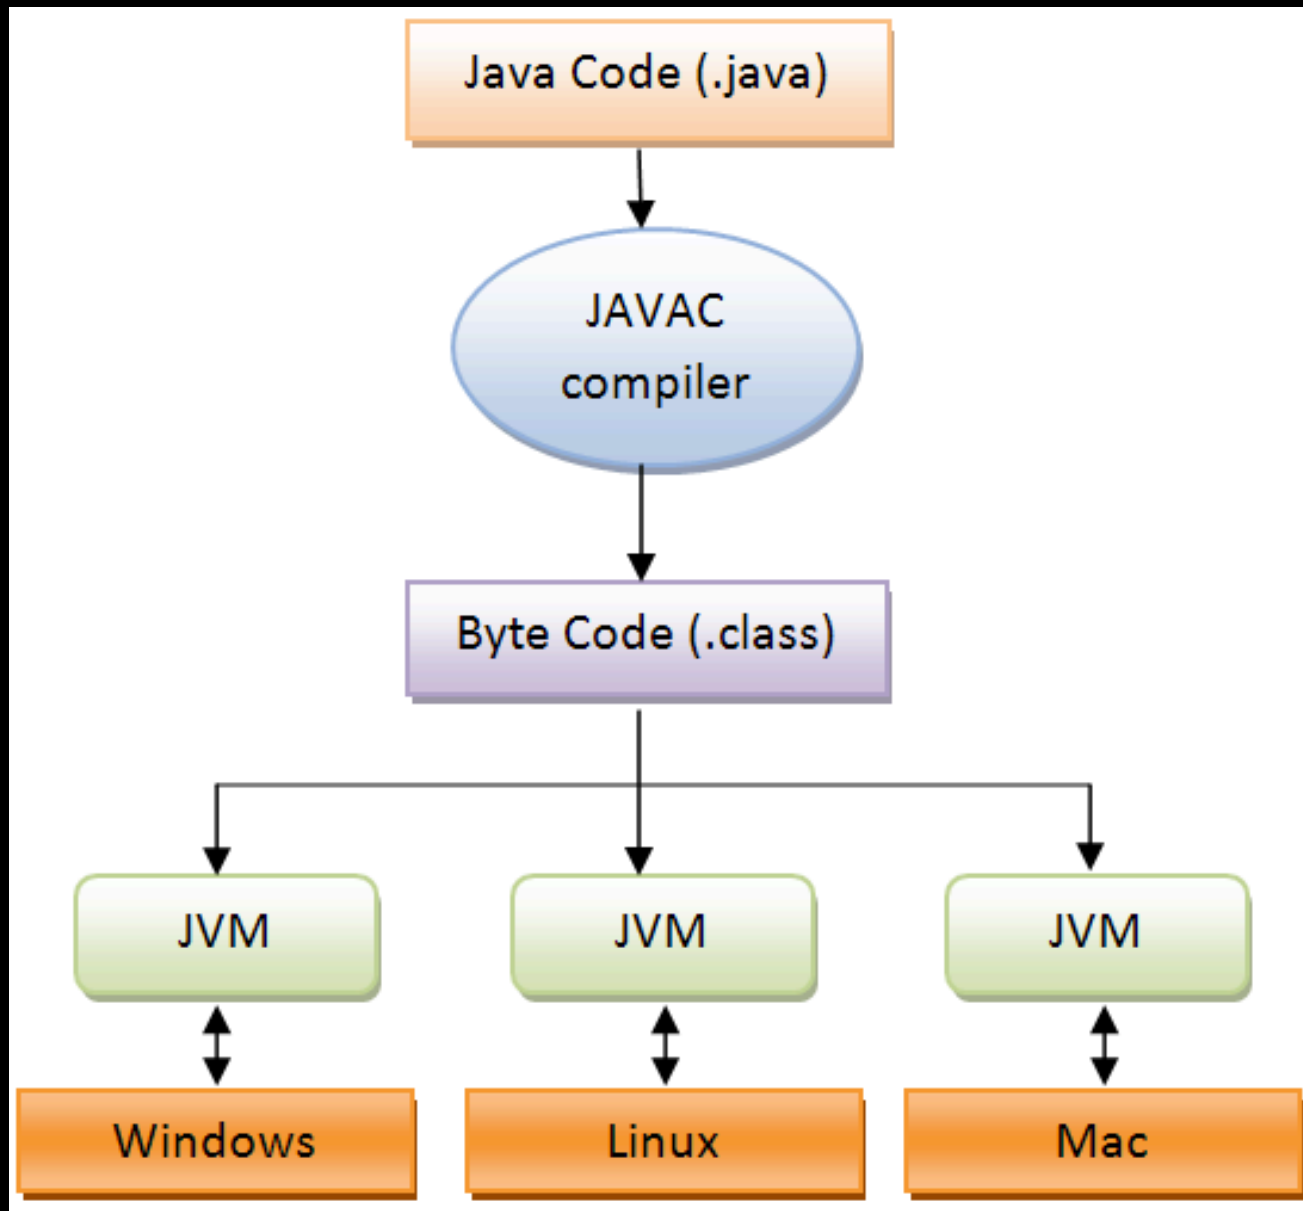 Java Code (.java)
JAVAC
compiler
Byte Code (.class)
JVM
JVM
JVM
Windows
Linux
Mac